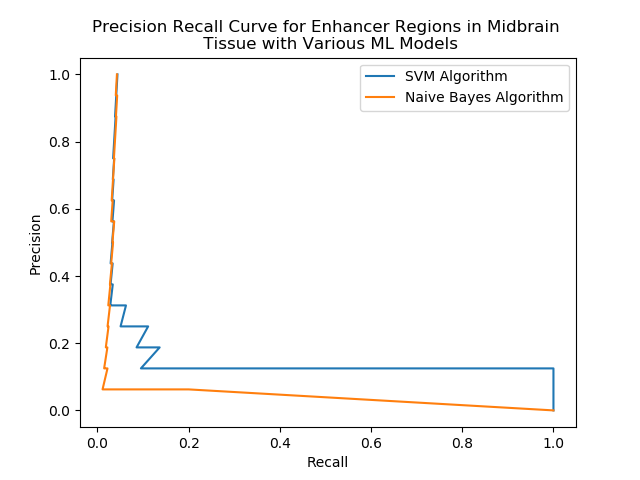 Precision Recall Curve for Enhancer Regions in Midbrain
Tissue with Various ML Models
SVM Algorithm
Naive Bayes Algorithm
Precision
1.0
0.8
0.6
0.4
0.2
0.0
0.0 0.2 0.4 0.6 0.8 1.0
Recall